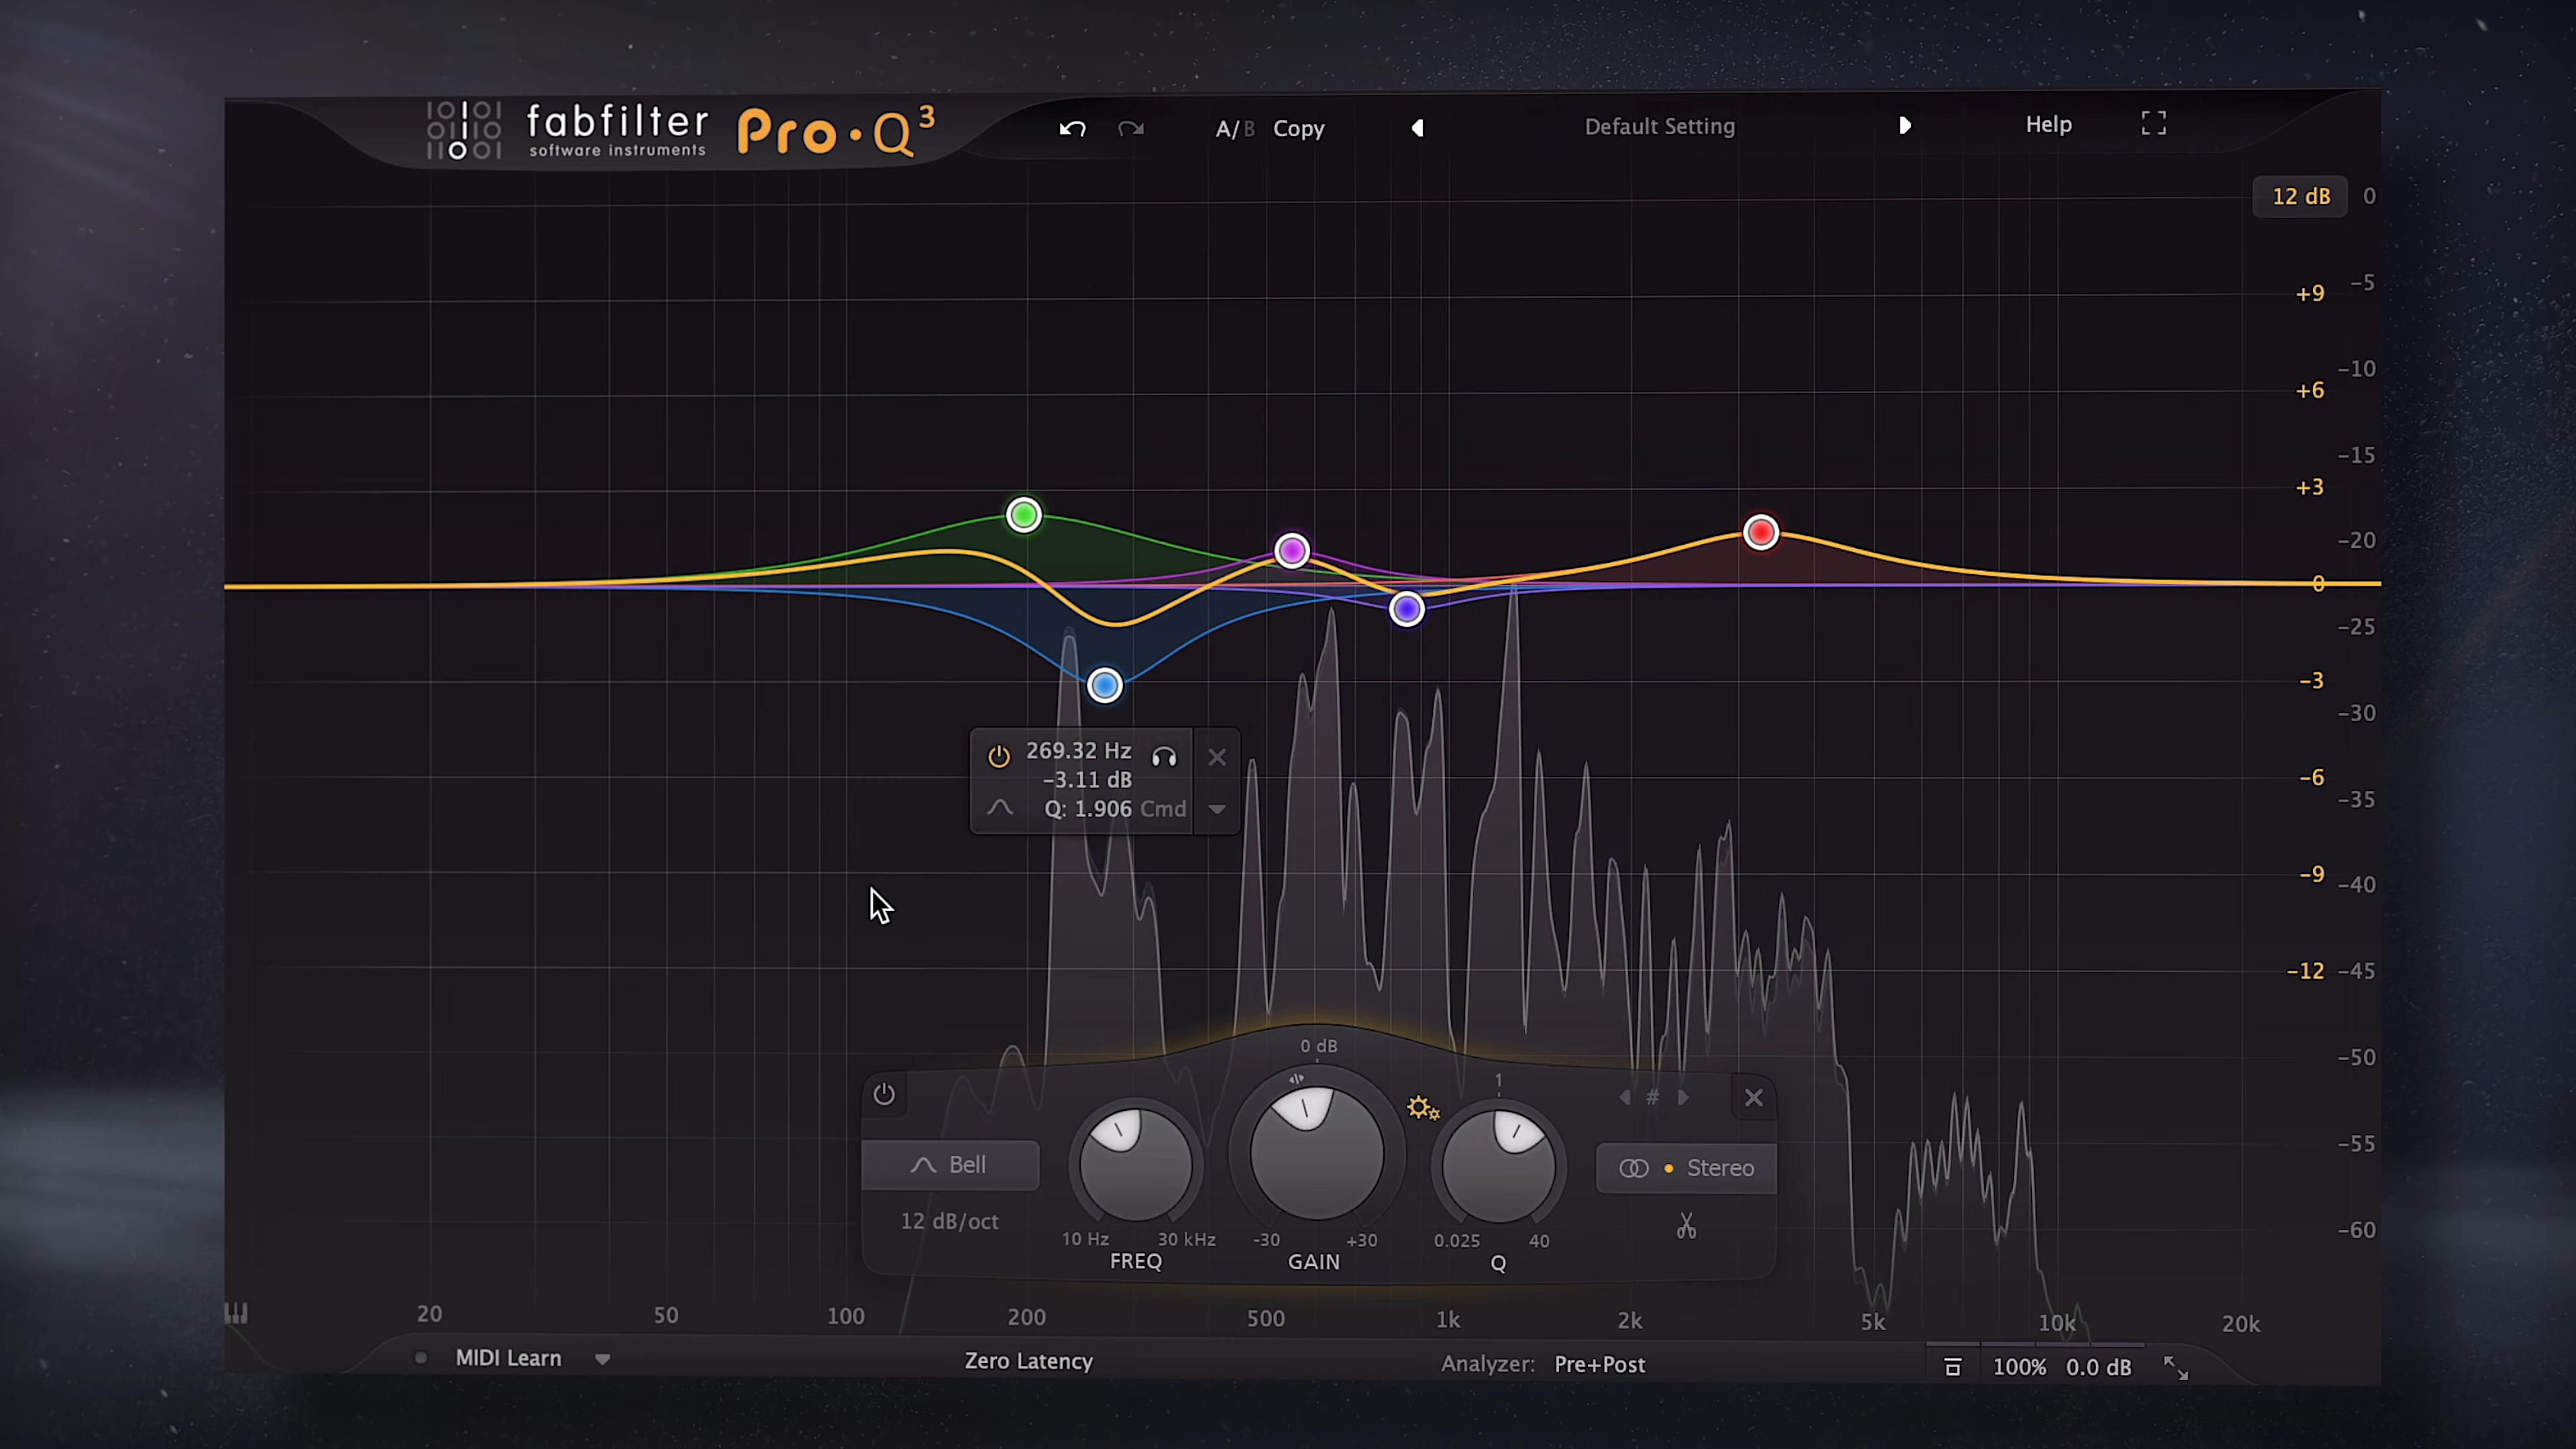 fabfilter
software instruments
Pro·Q³
A/B Copy
Default Setting
Help
12 dB 0
-5
+9
-10
+6
-15
+3
-20
0
-25
-3
-30
-6
-35
-9
-40
-12 -45
-50
-55
-60
269.32 Hz
-3.11 dB
Q: 1.906 Cmd
0 dB
1
#
Bell
12 dB/oct
Stereo
10 Hz 30 kHz
FREQ
-30 +30
GAIN
0.025 40
Q
20 50 100 200 500 1k 2k 5k 10k 20k
MIDI Learn
Zero Latency
Analyzer: Pre+Post
100% 0.0 dB